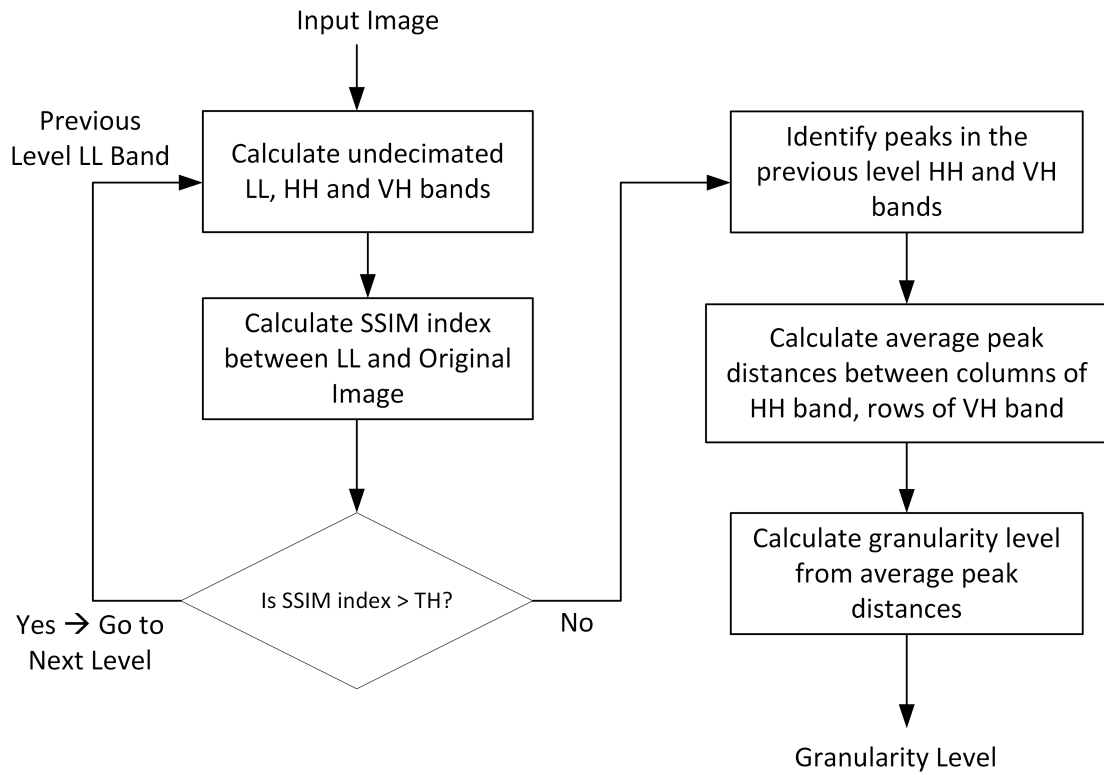 Input Image
Previous
Level LL Band
Calculate undecimated
LL, HH and VH bands
Calculate SSIM index
between LL and Original
Image
Is SSIM index > TH?
Yes → Go to
Next Level
No
Identify peaks in the
previous level HH and VH
bands
Calculate average peak
distances between columns of
HH band, rows of VH band
Calculate granularity level
from average peak
distances
Granularity Level